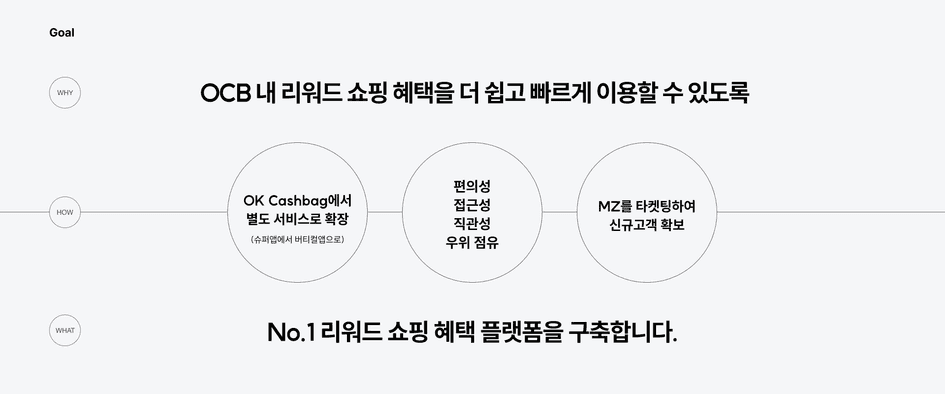 Goal
WHY
OCB 내 리워드 쇼핑 혜택을 더 쉽고 빠르게 이용할 수 있도록
HOW
OK Cashbag에서
별도 서비스로 확장
(슈퍼앱에서 버티컬앱으로)
편의성
접근성
직관성
우위 점유
MZ를 타켓팅하여
신규고객 확보
WHAT
No.1 리워드 쇼핑 혜택 플랫폼을 구축합니다.